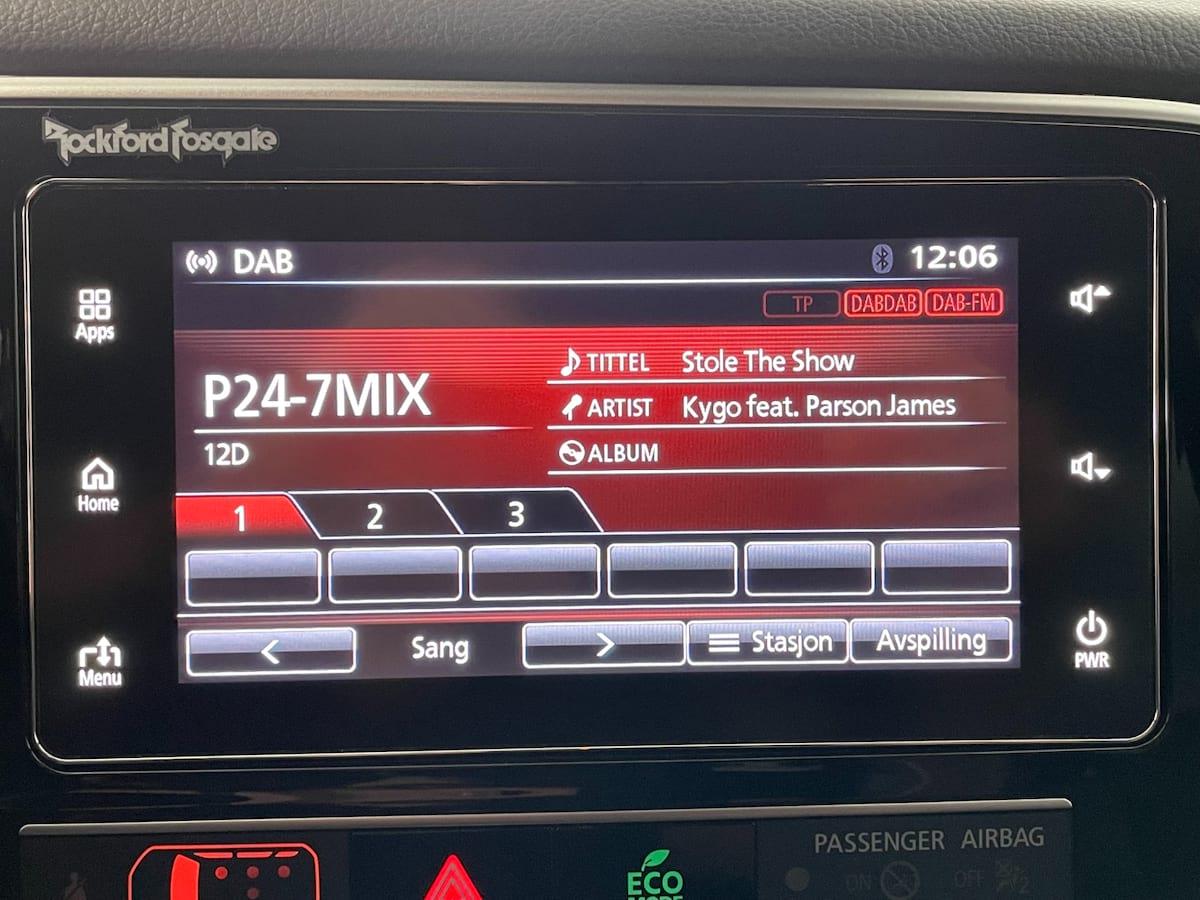 Rockford Fosgate
DAB
12:06
TP DABDAB DAB-FM
P24-7MIX
12D
TITTEL Stole The Show
ARTIST Kygo feat. Parson James
ALBUM
1 2 3
< Sang > Stasjon Avspilling
Apps
Home
Menu
PWR
PASSENGER AIRBAG
ON OFF
ECO
MODE